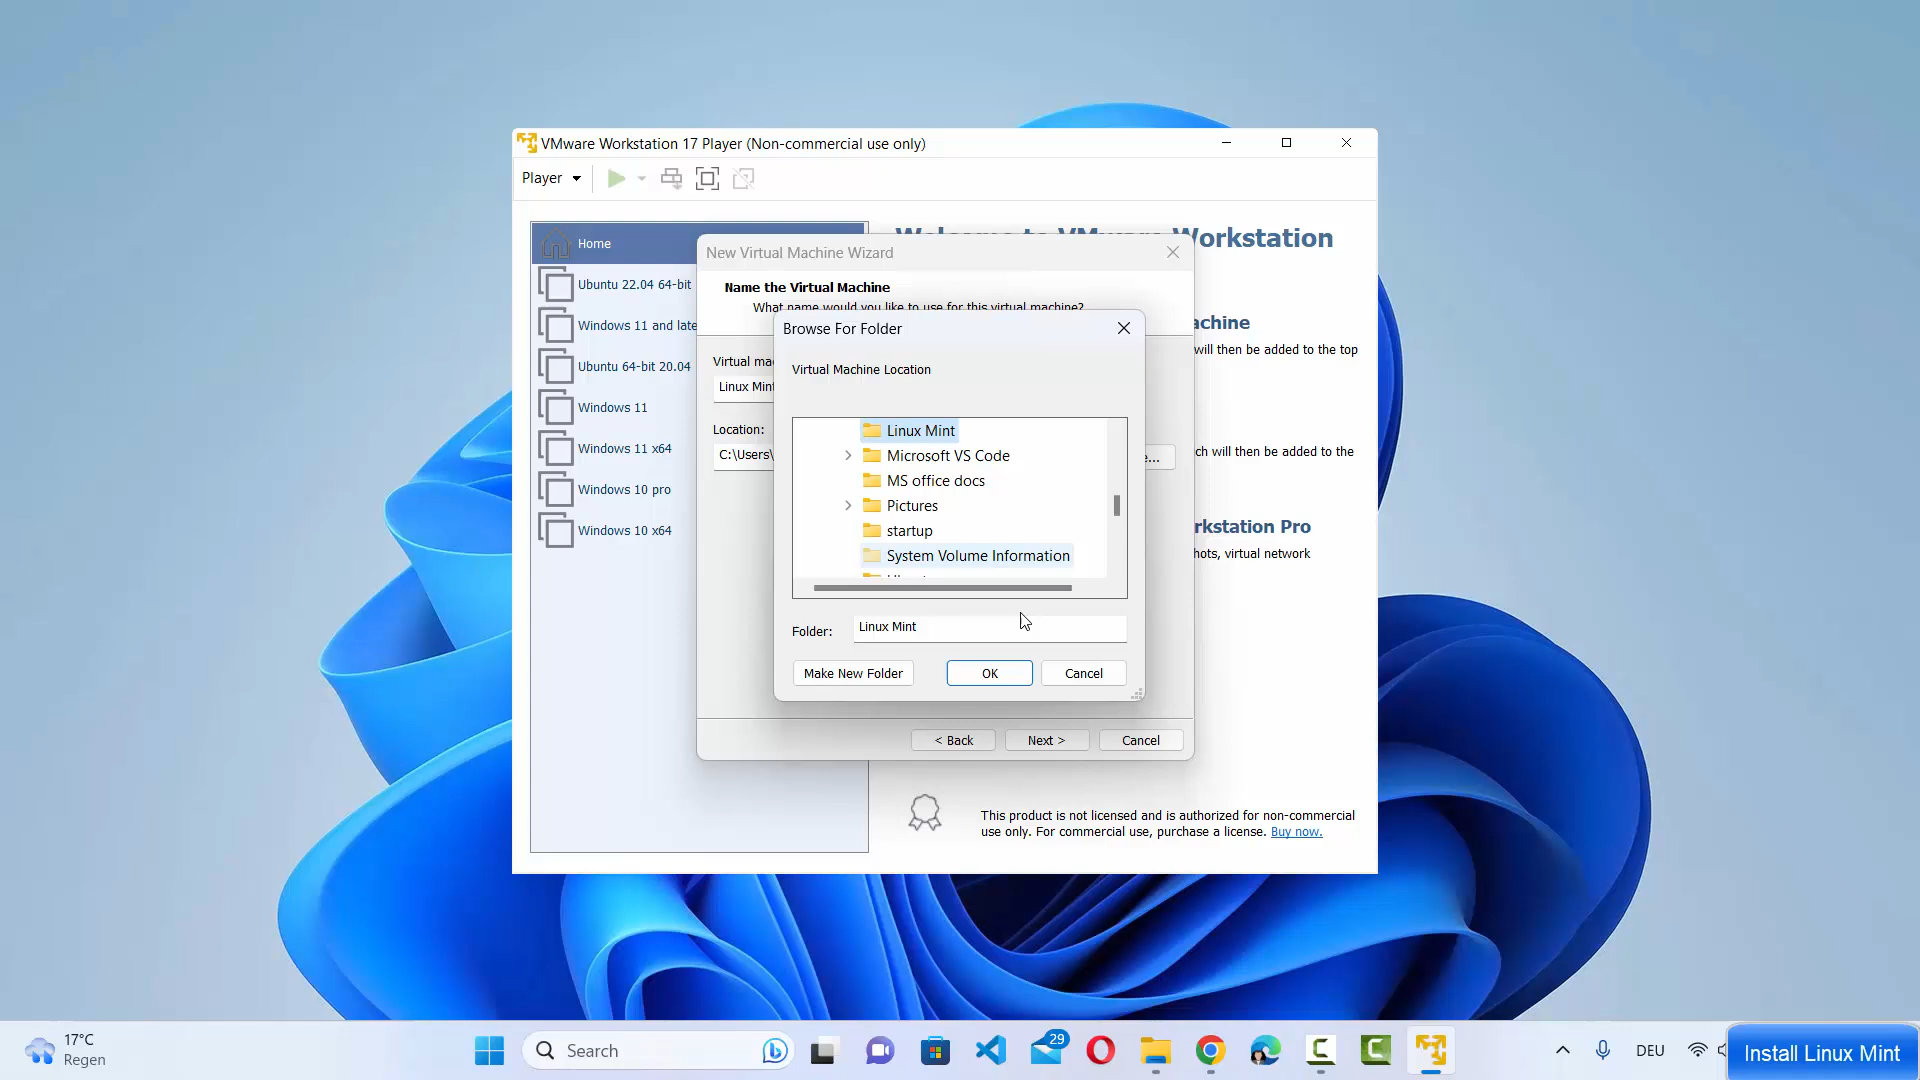 VMware Workstation 17 Player (Non-commercial use only)
Player
Home
Ubuntu 22.04 64-bit
Windows 11 and late
Ubuntu 64-bit 20.04
Windows 11
Windows 11 x64
Windows 10 pro
Windows 10 x64
Workstation
achine
will then be added to the top
ch will then be added to the
rkstation Pro
hots, virtual network
This product is not licensed and is authorized for non-commercial
use only. For commercial use, purchase a license. Buy now.
New Virtual Machine Wizard
Name the Virtual Machine
What name would you like to use for this virtual machine?
Virtual mac
Linux Mint
Location:
C:\Users\
e...
< Back
Next >
Cancel
Browse For Folder
Virtual Machine Location
Linux Mint
Microsoft VS Code
MS office docs
Pictures
startup
System Volume Information
Folder:
Linux Mint
Make New Folder
OK
Cancel
17°C
Regen
Search
29
DEU
Install Linux Mint